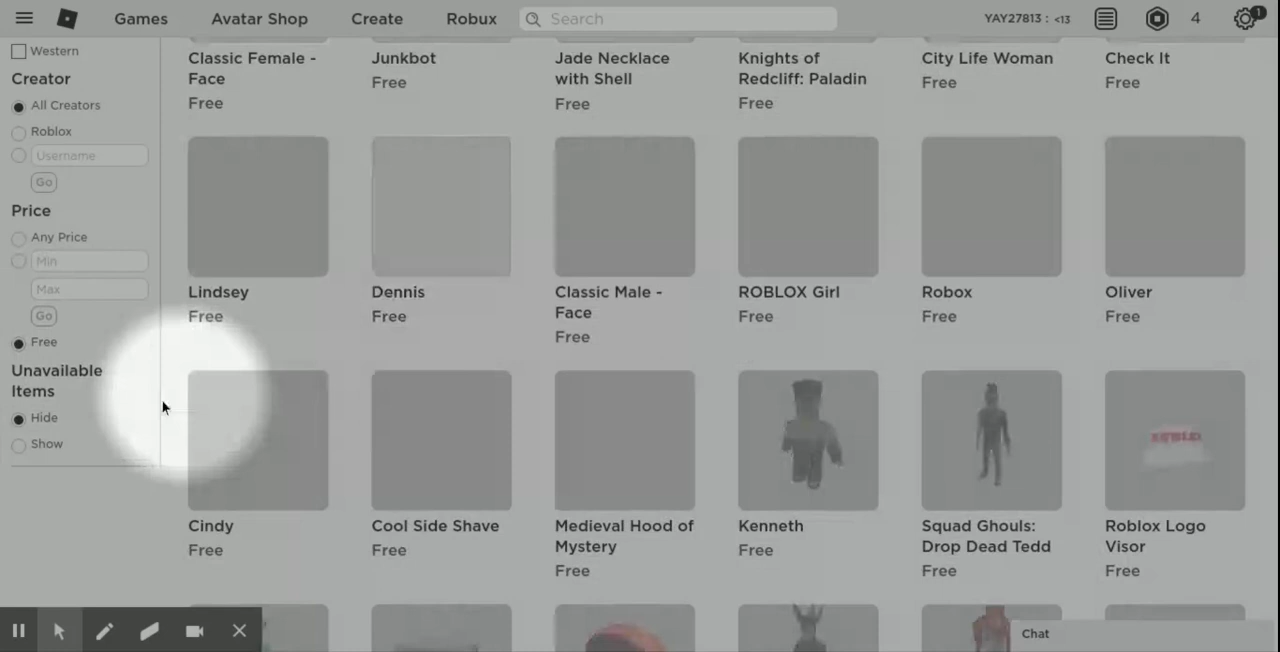 Games Avatar Shop Create Robux Search YAY27813 : <13 4 1
Western
Creator
All Creators
Roblox
Username
Go
Price
Any Price
Min
Max
Go
Free
Unavailable
Items
Hide
Show
Classic Female -
Face
Free
Junkbot
Free
Jade Necklace
with Shell
Free
Knights of
Redcliff: Paladin
Free
City Life Woman
Free
Check It
Free
Lindsey
Free
Dennis
Free
Classic Male -
Face
Free
ROBLOX Girl
Free
Robox
Free
Oliver
Free
Cindy
Free
Cool Side Shave
Free
Medieval Hood of
Mystery
Free
Kenneth
Free
Squad Ghouls:
Drop Dead Tedd
Free
ROBLOX
Roblox Logo
Visor
Free
Chat